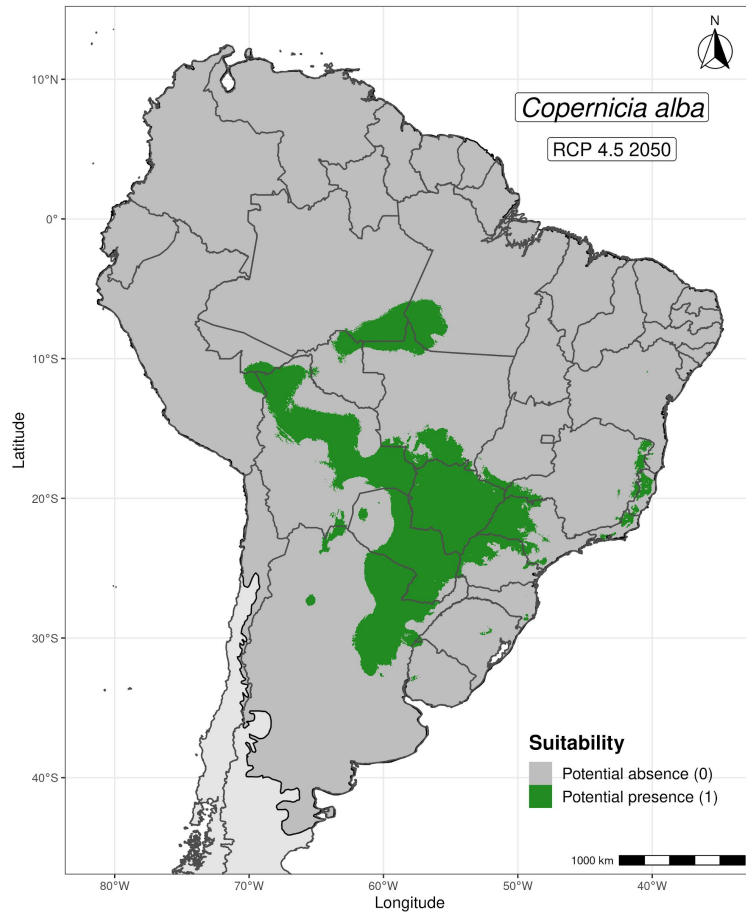 N
Copernicia alba
RCP 4.5 2050
10°N
0°
10°S
20°S
30°S
40°S
Latitude
Suitability
Potential absence (0)
Potential presence (1)
1000 km
80°W 70°W 60°W 50°W 40°W
Longitude